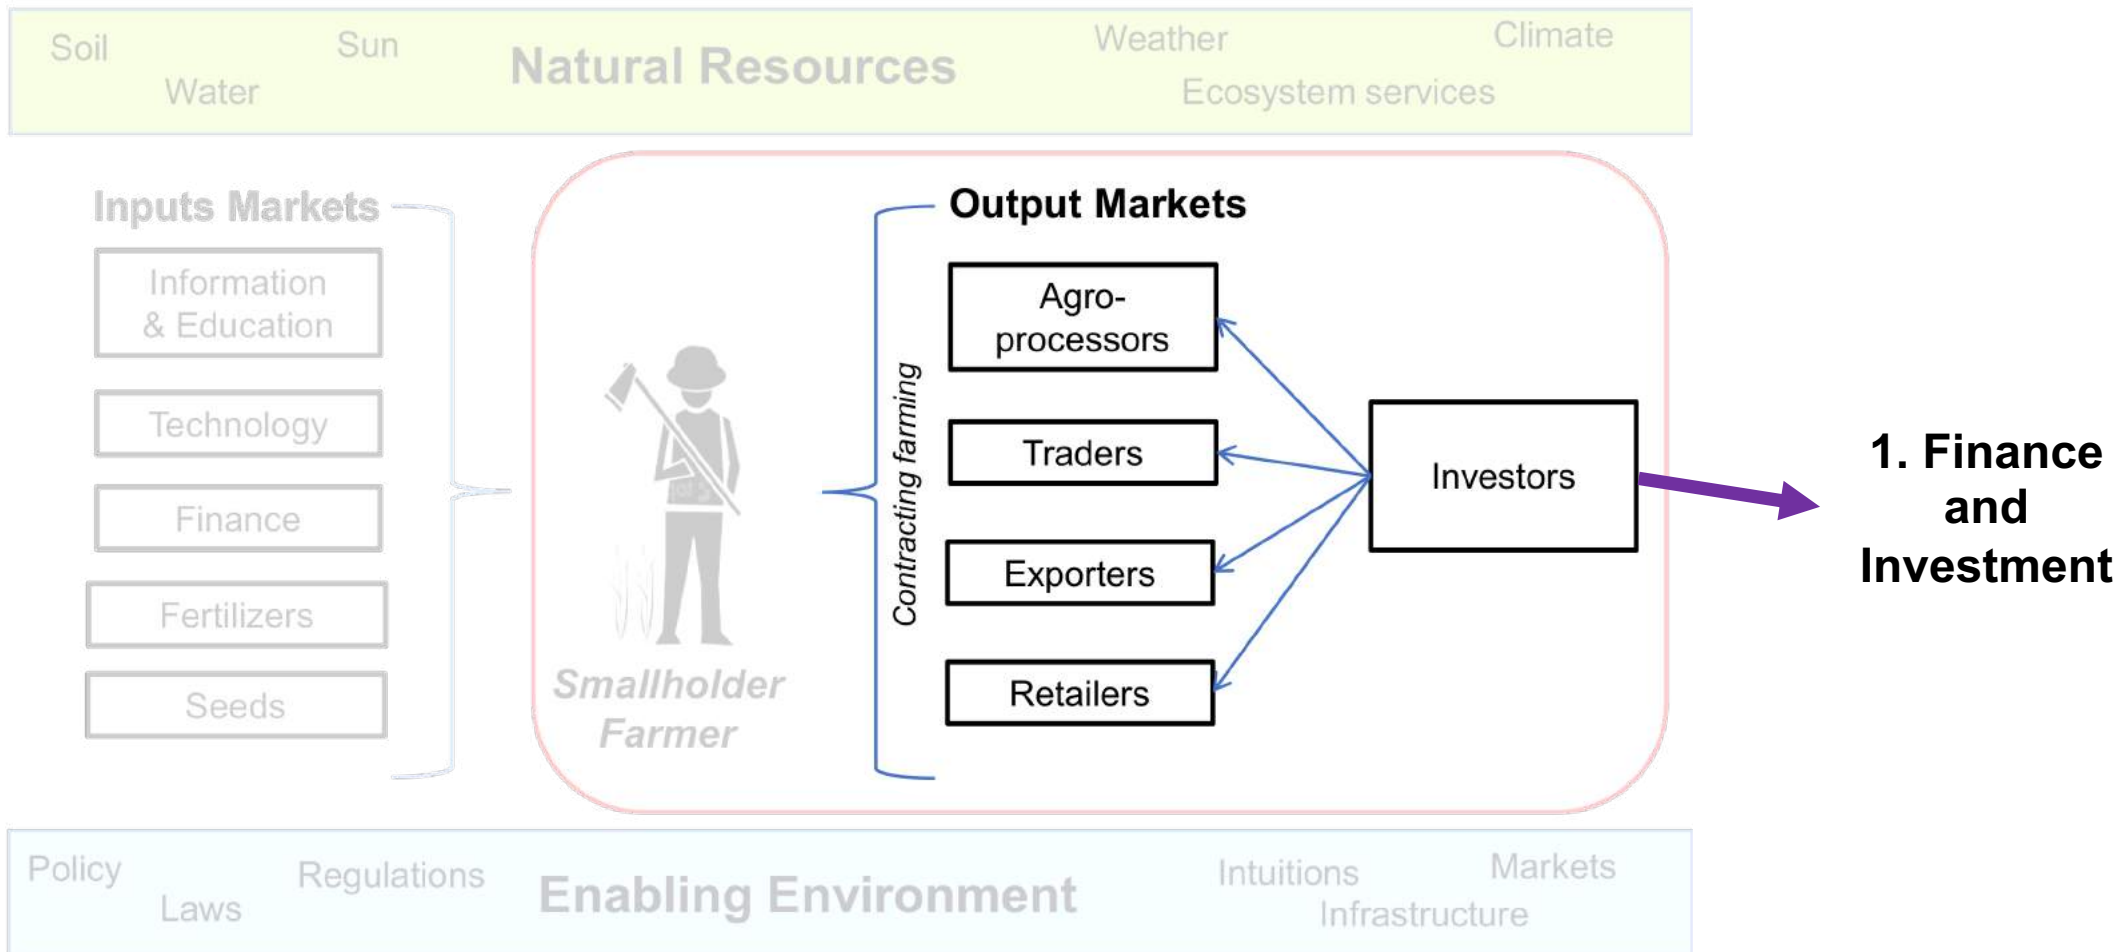 Soil
Sun
Water
Natural Resources
Weather
Climate
Ecosystem services
Inputs Markets
Information
& Education
Technology
Finance
Fertilizers
Seeds
Smallholder
Farmer
Contracting farming
Output Markets
Agro-
processors
Traders
Exporters
Retailers
Investors
1. Finance
and
Investment
Policy
Laws
Regulations
Enabling Environment
Intuitions
Markets
Infrastructure